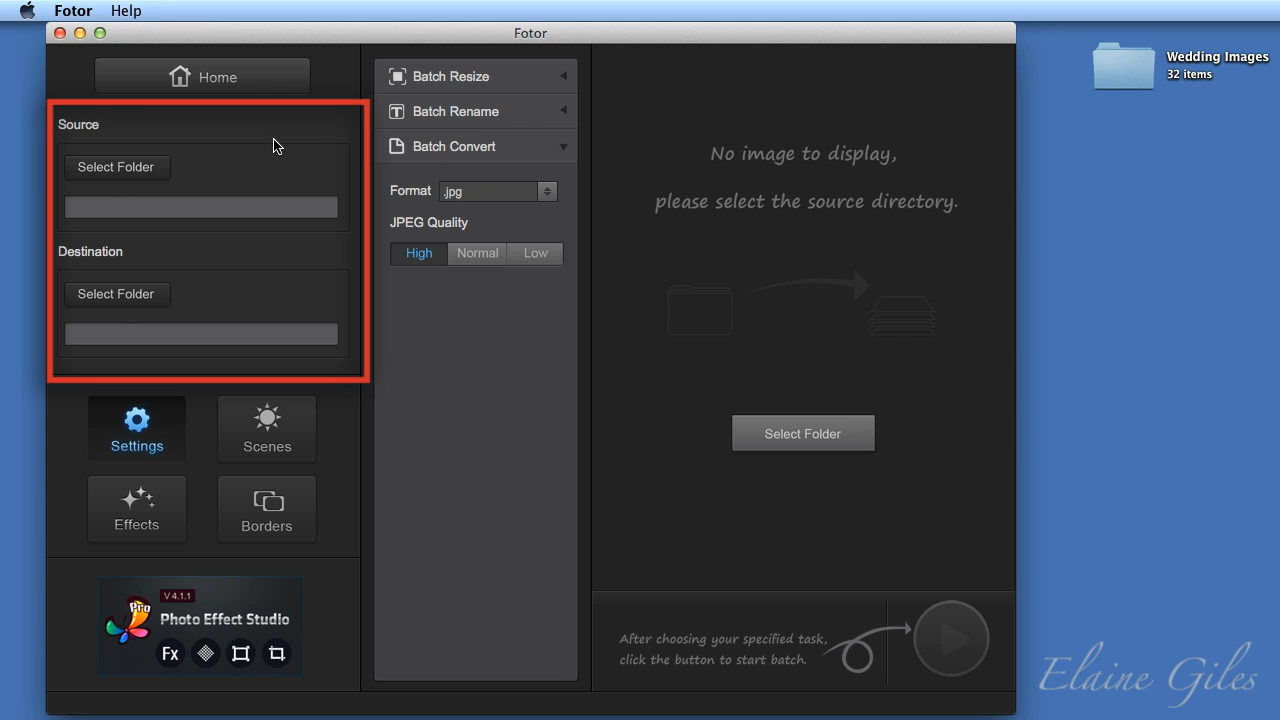 Fotor Help
Fotor
Wedding Images
32 items
Home
Source
Select Folder
Destination
Select Folder
Settings
Scenes
Effects
Borders
V 4.1.1
Pro
Photo Effect Studio
Fx
Batch Resize
Batch Rename
Batch Convert
Format .jpg
JPEG Quality
High Normal Low
No image to display,
please select the source directory.
Select Folder
After choosing your specified task,
click the button to start batch.
Elaine Giles